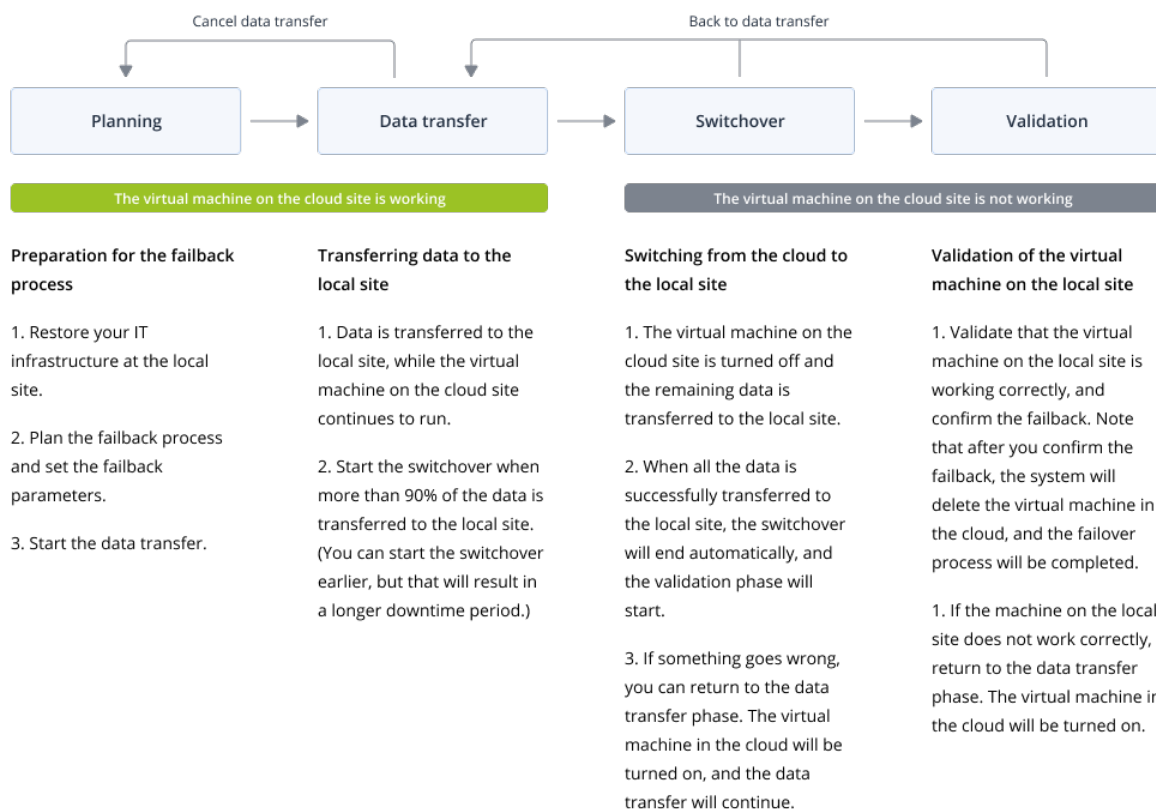 Cancel data transfer
Back to data transfer
Planning
Data transfer
Switchover
Validation
The virtual machine on the cloud site is working
The virtual machine on the cloud site is not working
Preparation for the failback
process
1. Restore your IT
infrastructure at the local
site.
2. Plan the failback process
and set the failback
parameters.
3. Start the data transfer.
Transferring data to the
local site
1. Data is transferred to the
local site, while the virtual
machine on the cloud site
continues to run.
2. Start the switchover when
more than 90% of the data is
transferred to the local site.
(You can start the switchover
earlier, but that will result in
a longer downtime period.)
Switching from the cloud to
the local site
1. The virtual machine on the
cloud site is turned off and
the remaining data is
transferred to the local site.
2. When all the data is
successfully transferred to
the local site, the switchover
will end automatically, and
the validation phase will
start.
3. If something goes wrong,
you can return to the data
transfer phase. The virtual
machine in the cloud will be
turned on, and the data
transfer will continue.
Validation of the virtual
machine on the local site
1. Validate that the virtual
machine on the local site is
working correctly, and
confirm the failback. Note
that after you confirm the
failback, the system will
delete the virtual machine in
the cloud, and the failover
process will be completed.
1. If the machine on the local
site does not work correctly,
return to the data transfer
phase. The virtual machine in
the cloud will be turned on.